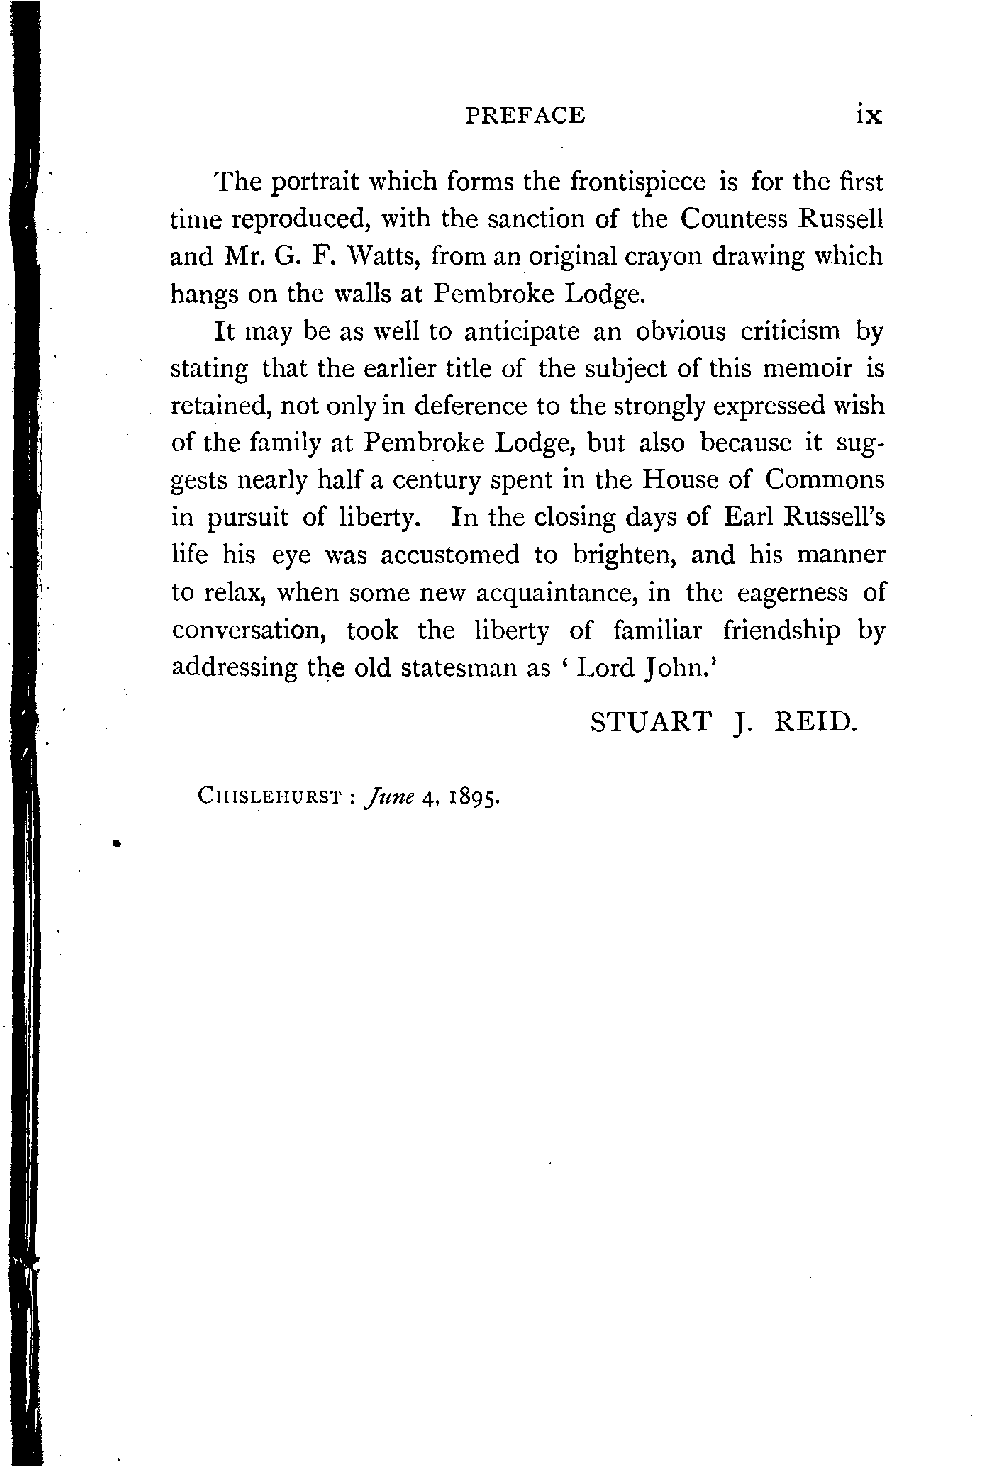 PREFACE ix
The portrait which forms the frontispiece is for the first
time reproduced, with the sanction of the Countess Russell
and Mr. G. F. Watts, from an original crayon drawing which
hangs on the walls at Pembroke Lodge.
It may be as well to anticipate an obvious criticism by
stating that the earlier title of the subject of this memoir is
retained, not only in deference to the strongly expressed wish
of the family at Pembroke Lodge, but also because it sug-
gests nearly half a century spent in the House of Commons
in pursuit of liberty. In the closing days of Earl Russell's
life his eye was accustomed to brighten, and his manner
to relax, when some new acquaintance, in the eagerness of
conversation, took the liberty of familiar friendship by
addressing the old statesman as ‘ Lord John.’
STUART J. REID.
CHISLEHURST : June 4, 1895.